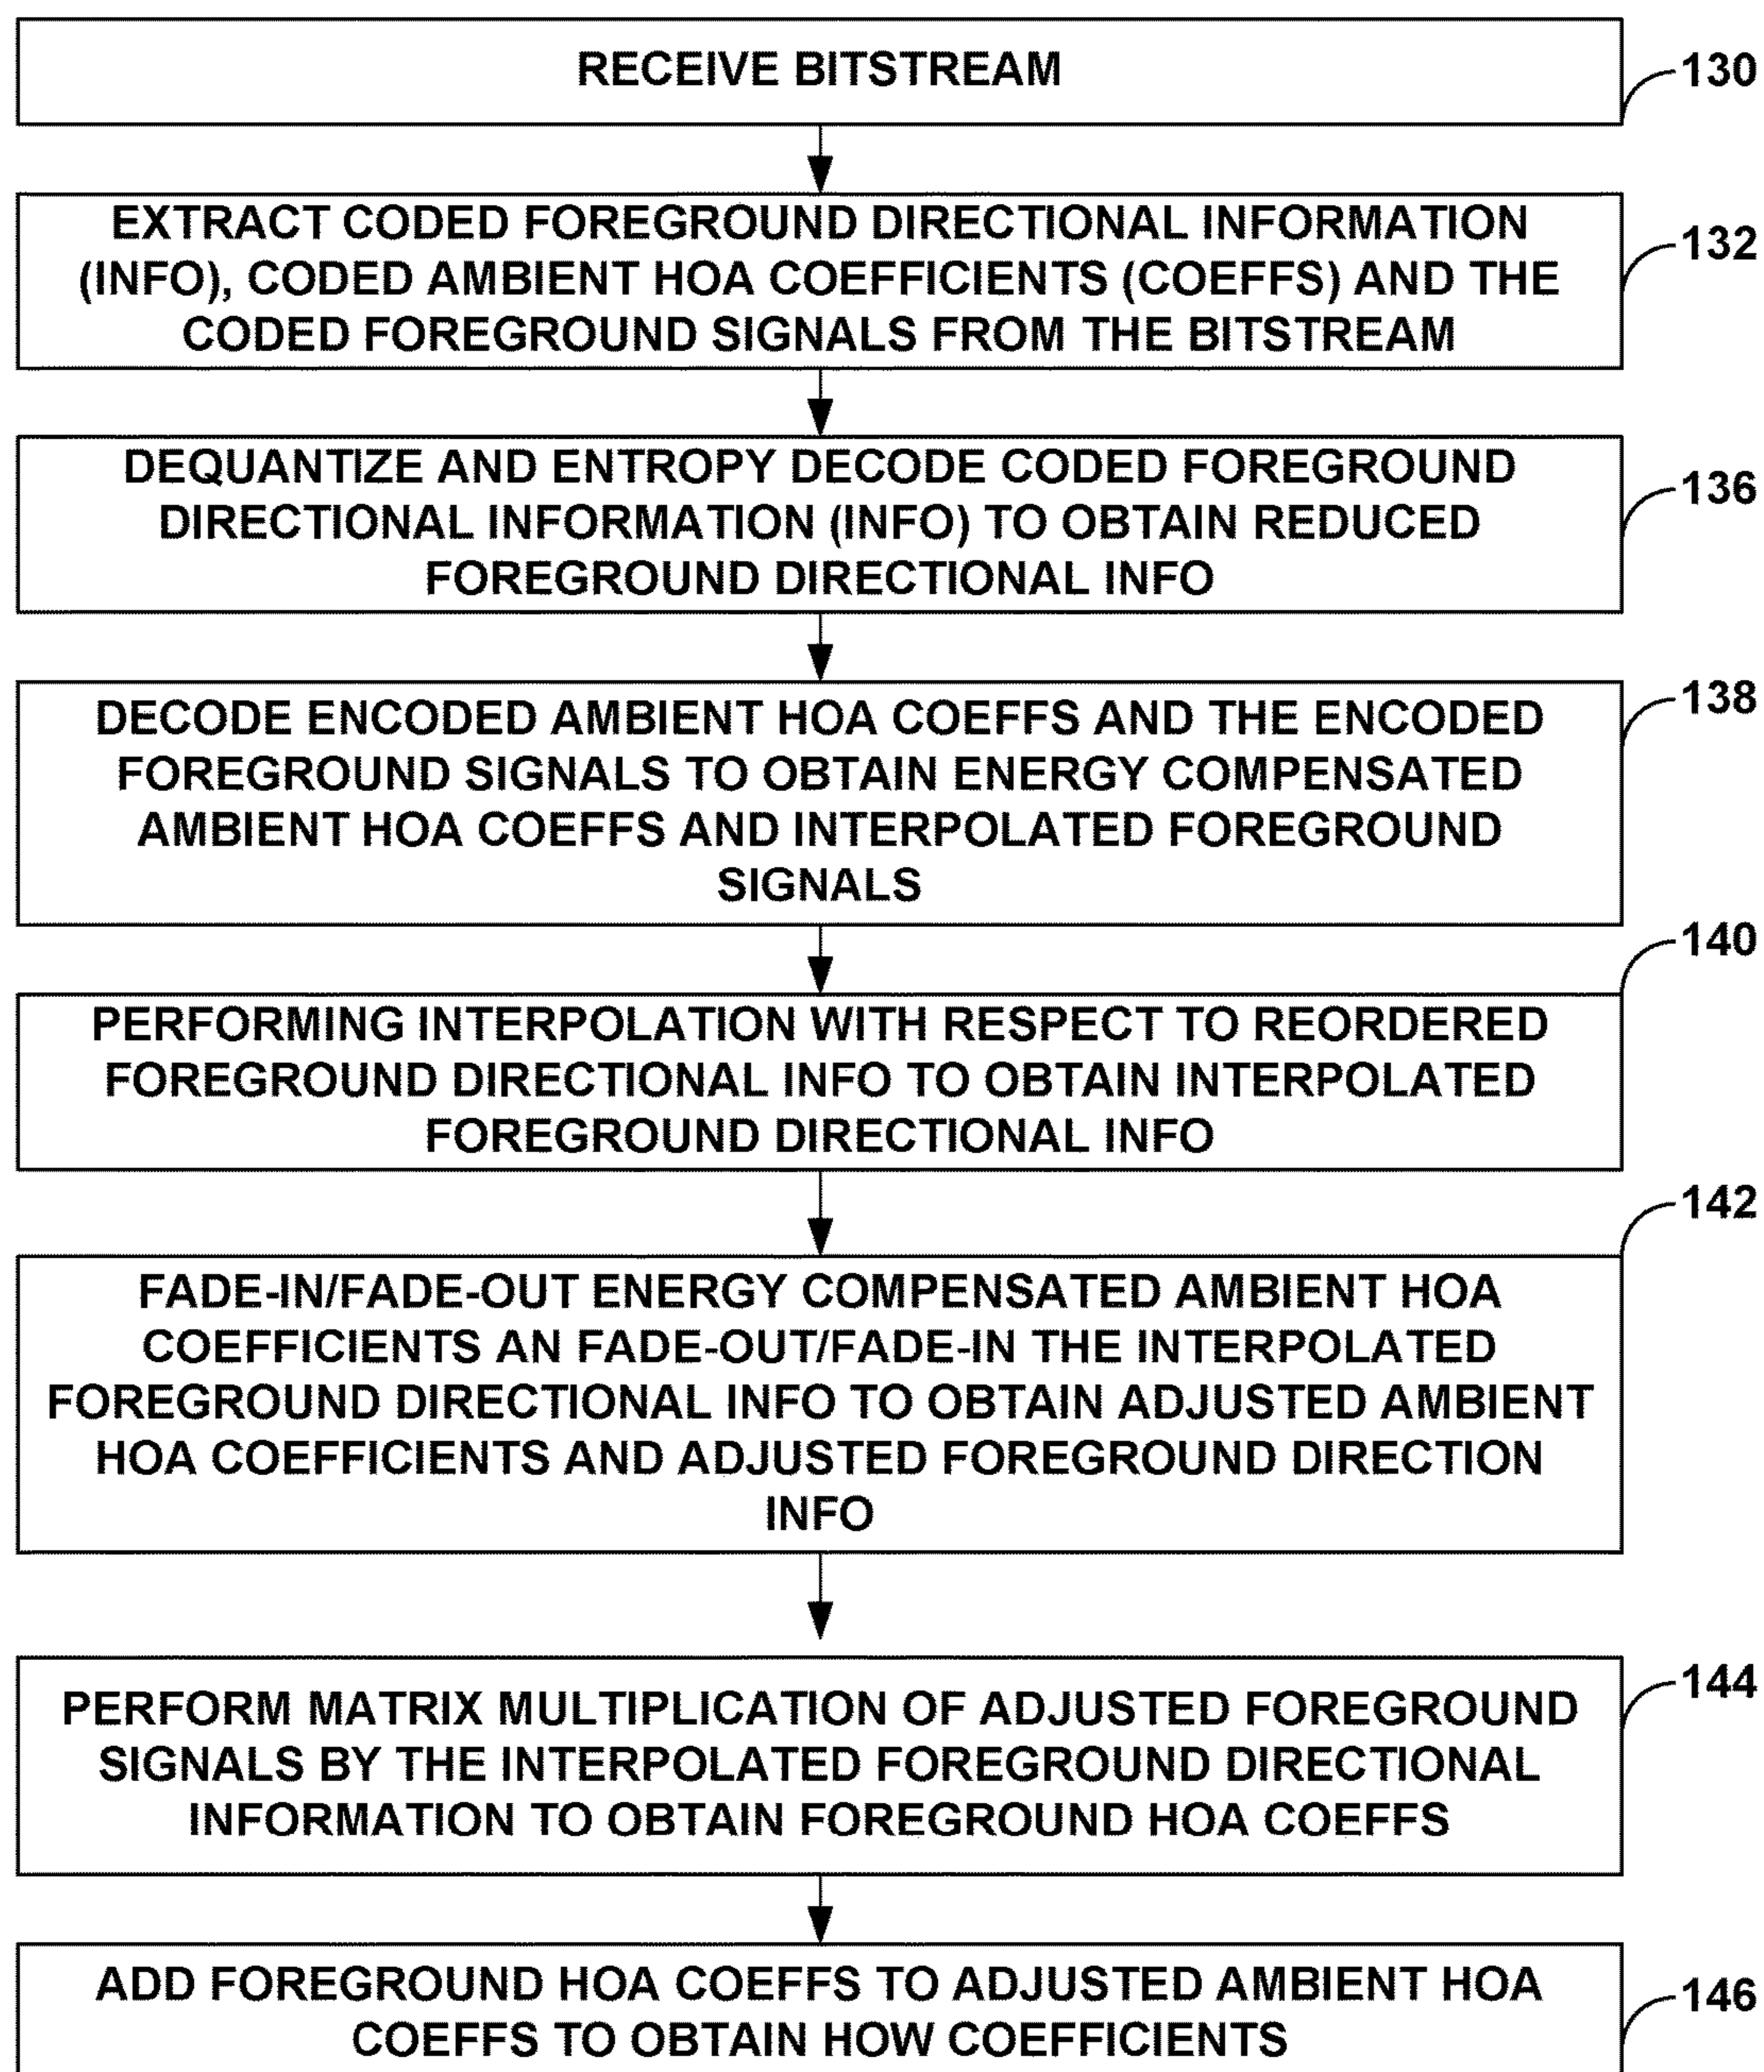 RECEIVE BITSTREAM
130
EXTRACT CODED FOREGROUND DIRECTIONAL INFORMATION
(INFO), CODED AMBIENT HOA COEFFICIENTS (COEFFS) AND THE
CODED FOREGROUND SIGNALS FROM THE BITSTREAM
132
DEQUANTIZE AND ENTROPY DECODE CODED FOREGROUND
DIRECTIONAL INFORMATION (INFO) TO OBTAIN REDUCED
FOREGROUND DIRECTIONAL INFO
136
DECODE ENCODED AMBIENT HOA COEFFS AND THE ENCODED
FOREGROUND SIGNALS TO OBTAIN ENERGY COMPENSATED
AMBIENT HOA COEFFS AND INTERPOLATED FOREGROUND
SIGNALS
138
PERFORMING INTERPOLATION WITH RESPECT TO REORDERED
FOREGROUND DIRECTIONAL INFO TO OBTAIN INTERPOLATED
FOREGROUND DIRECTIONAL INFO
140
FADE-IN/FADE-OUT ENERGY COMPENSATED AMBIENT HOA
COEFFICIENTS AN FADE-OUT/FADE-IN THE INTERPOLATED
FOREGROUND DIRECTIONAL INFO TO OBTAIN ADJUSTED AMBIENT
HOA COEFFICIENTS AND ADJUSTED FOREGROUND DIRECTION
INFO
142
PERFORM MATRIX MULTIPLICATION OF ADJUSTED FOREGROUND
SIGNALS BY THE INTERPOLATED FOREGROUND DIRECTIONAL
INFORMATION TO OBTAIN FOREGROUND HOA COEFFS
144
ADD FOREGROUND HOA COEFFS TO ADJUSTED AMBIENT HOA
COEFFS TO OBTAIN HOW COEFFICIENTS
146